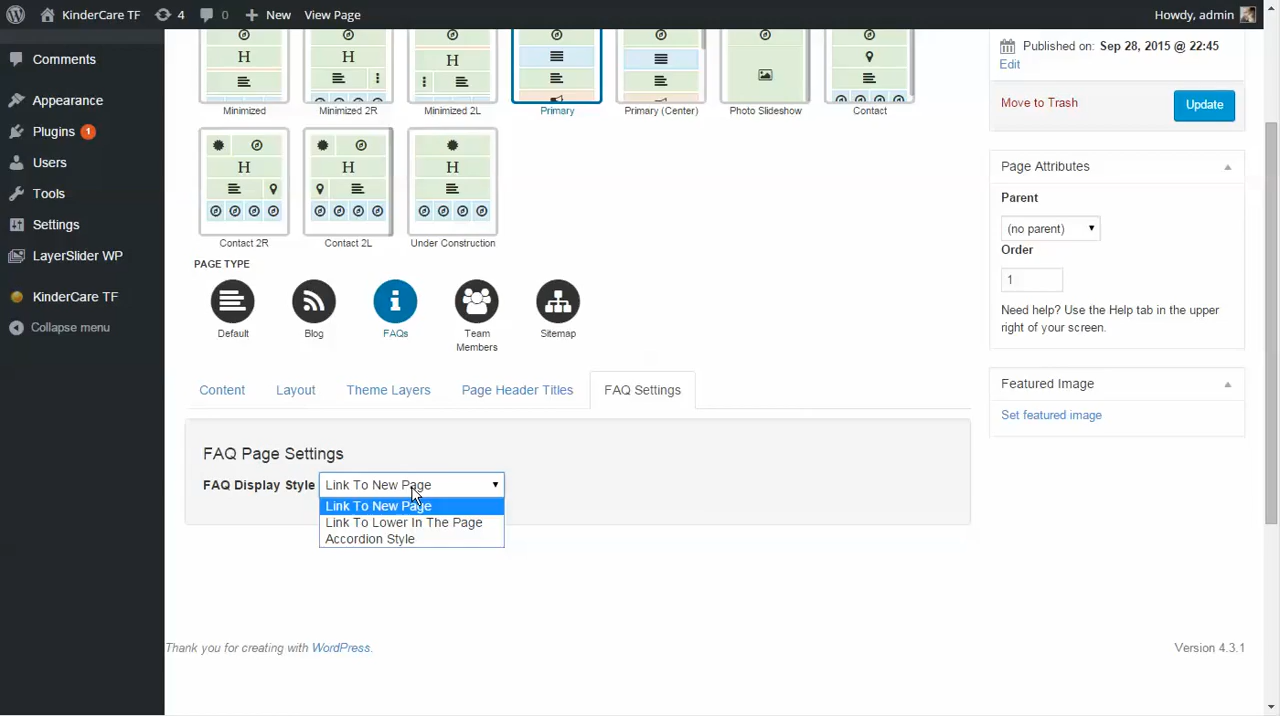 KinderCare TF 4 0 New View Page Howdy, admin
Comments
Appearance
Plugins 1
Users
Tools
Settings
LayerSlider WP
KinderCare TF
Collapse menu
H H H
Minimized Minimized 2R Minimized 2L Primary Primary (Center) Photo Slideshow Contact
H H H
Contact 2R Contact 2L Under Construction
PAGE TYPE
Default Blog FAQs Team Members Sitemap
Content Layout Theme Layers Page Header Titles FAQ Settings
FAQ Page Settings
FAQ Display Style Link To New Page
Link To New Page
Link To Lower In The Page
Accordion Style
Published on: Sep 28, 2015 @ 22:45
Edit
Move to Trash Update
Page Attributes
Parent
(no parent)
Order
1
Need help? Use the Help tab in the upper
right of your screen.
Featured Image
Set featured image
Thank you for creating with WordPress. Version 4.3.1